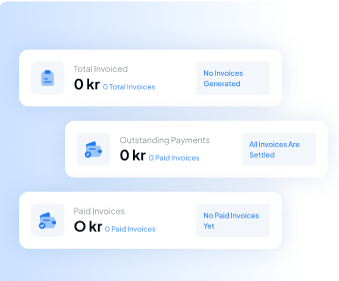 Total Invoiced
0 kr 0 Total Invoices
No Invoices
Generated
Outstanding Payments
0 kr 0 Paid Invoices
All Invoices Are
Settled
Paid Invoices
0 kr 0 Paid Invoices
No Paid Invoices
Yet